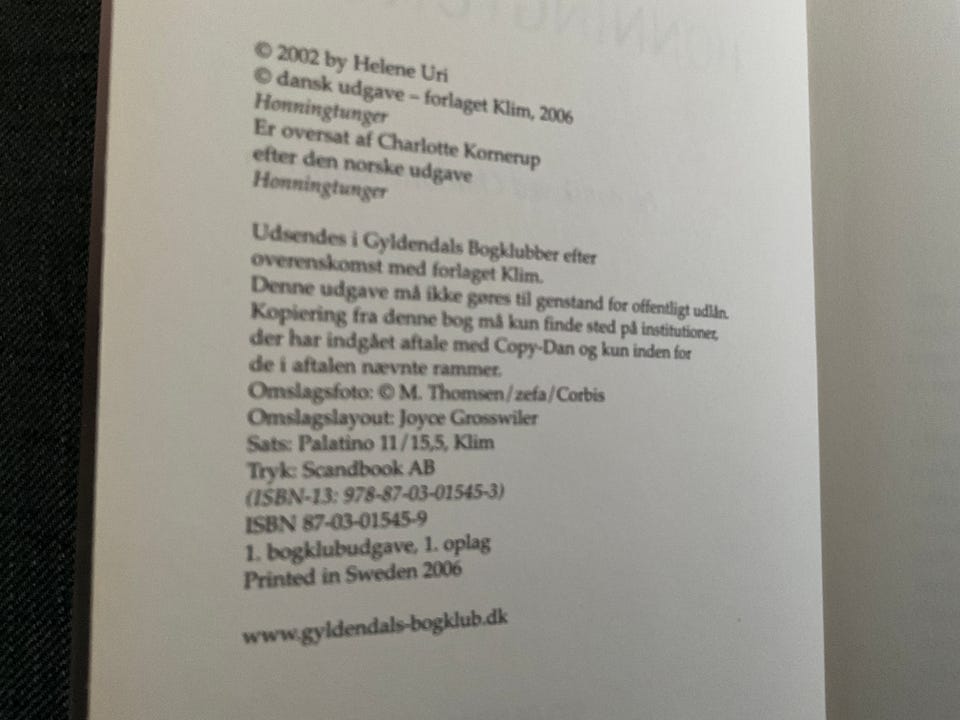 © 2002 by Helene Uri
© dansk udgave – forlaget Klim, 2006
Honningtunger
Er oversat af Charlotte Kornerup
efter den norske udgave
Honningtunger
Udsendes i Gyldendals Bogklubber efter
overenskomst med forlaget Klim.
Denne udgave må ikke gøres til genstand for offentligt udlån.
Kopiering fra denne bog må kun finde sted på institutioner,
der har indgået aftale med Copy-Dan og kun inden for
de i aftalen nævnte rammer.
Omslagsfoto: © M. Thomsen/zefa/Corbis
Omslagslayout: Joyce Grosswiler
Sats: Palatino 11/15,5, Klim
Tryk: Scandbook AB
(ISBN-13: 978-87-03-01545-3)
ISBN 87-03-01545-9
1. bogklubudgave, 1. oplag
Printed in Sweden 2006
www.gyldendals-bogklub.dk